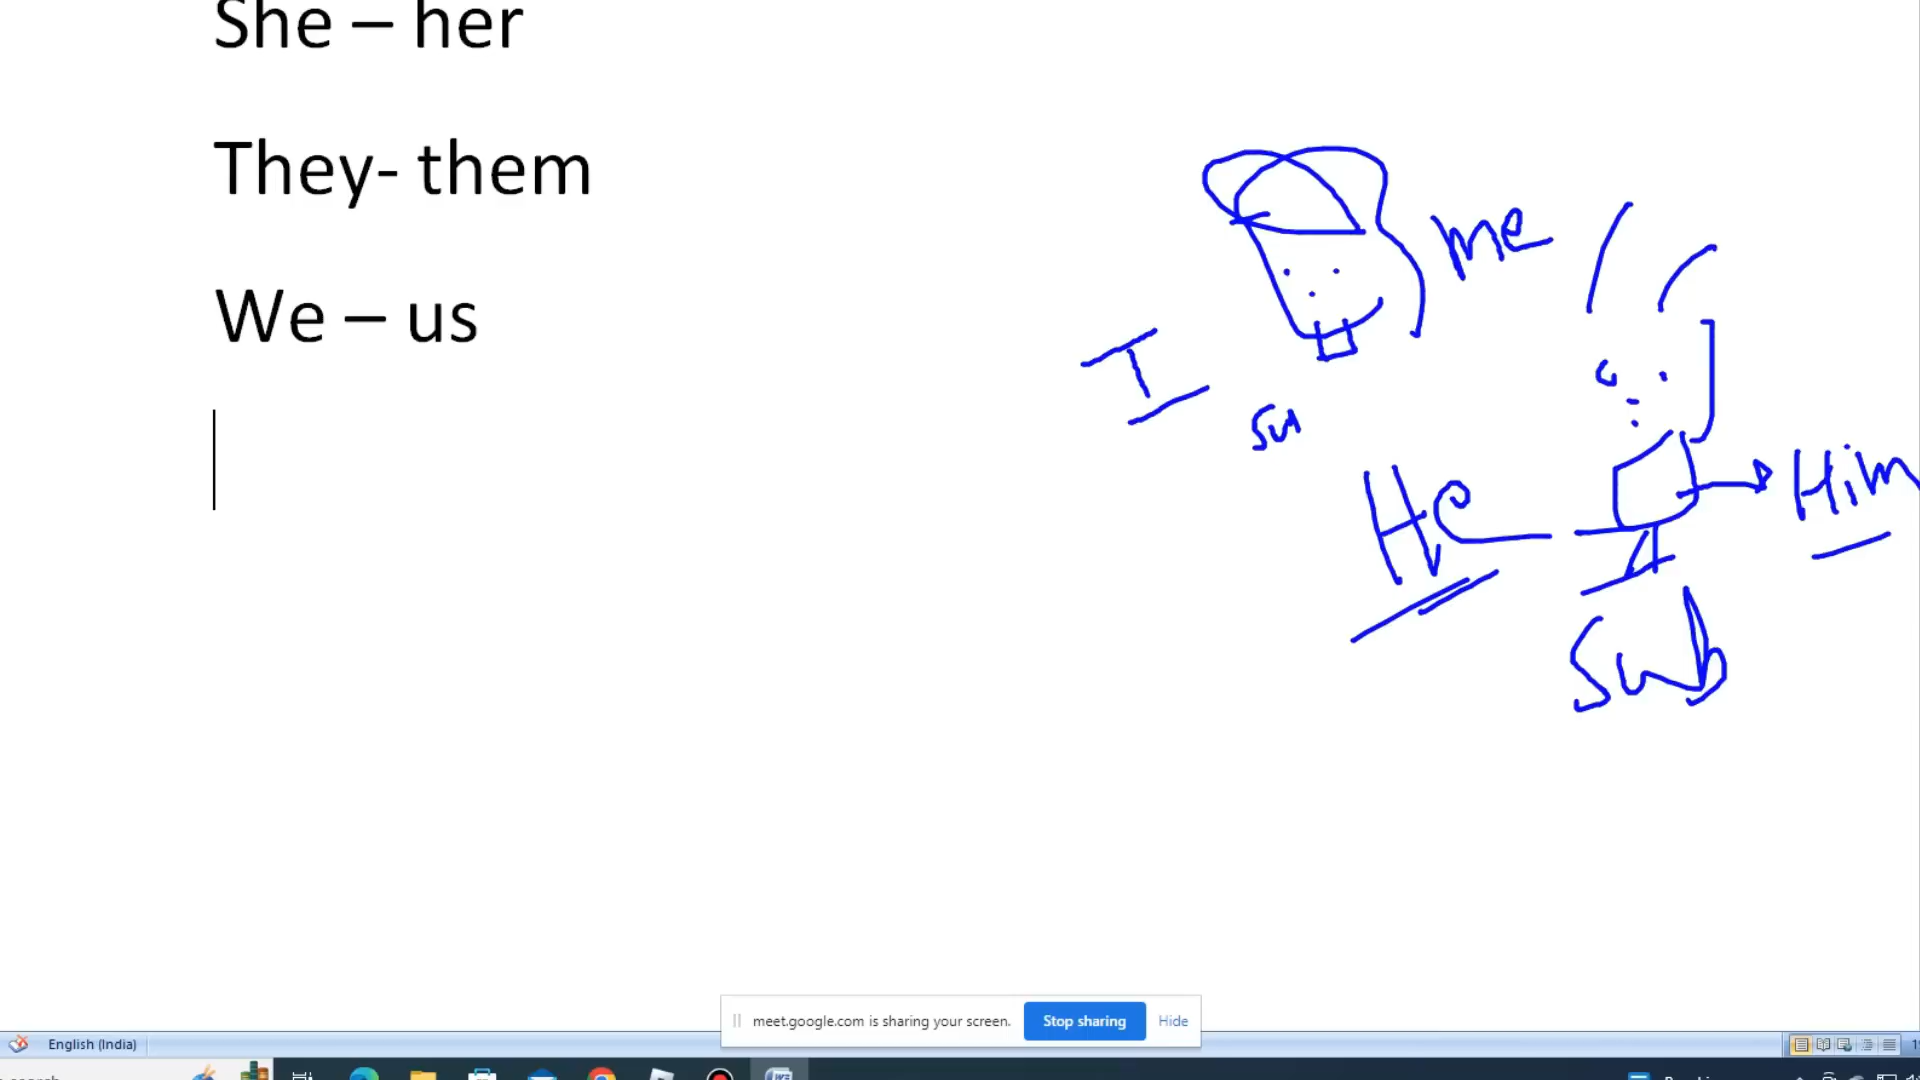 She – her
They- them
We – us
me
I
su
He
Him
Sub
meet.google.com is sharing your screen.
Stop sharing
Hide
English (India)